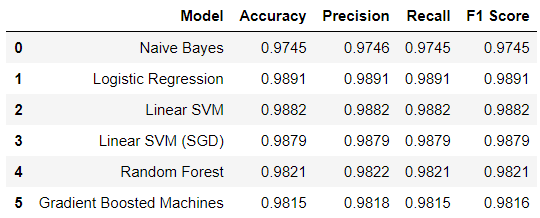 Model Accuracy Precision Recall F1 Score
0 Naive Bayes 0.9745 0.9746 0.9745 0.9745
1 Logistic Regression 0.9891 0.9891 0.9891 0.9891
2 Linear SVM 0.9882 0.9882 0.9882 0.9882
3 Linear SVM (SGD) 0.9879 0.9879 0.9879 0.9879
4 Random Forest 0.9821 0.9822 0.9821 0.9821
5 Gradient Boosted Machines 0.9815 0.9818 0.9815 0.9816